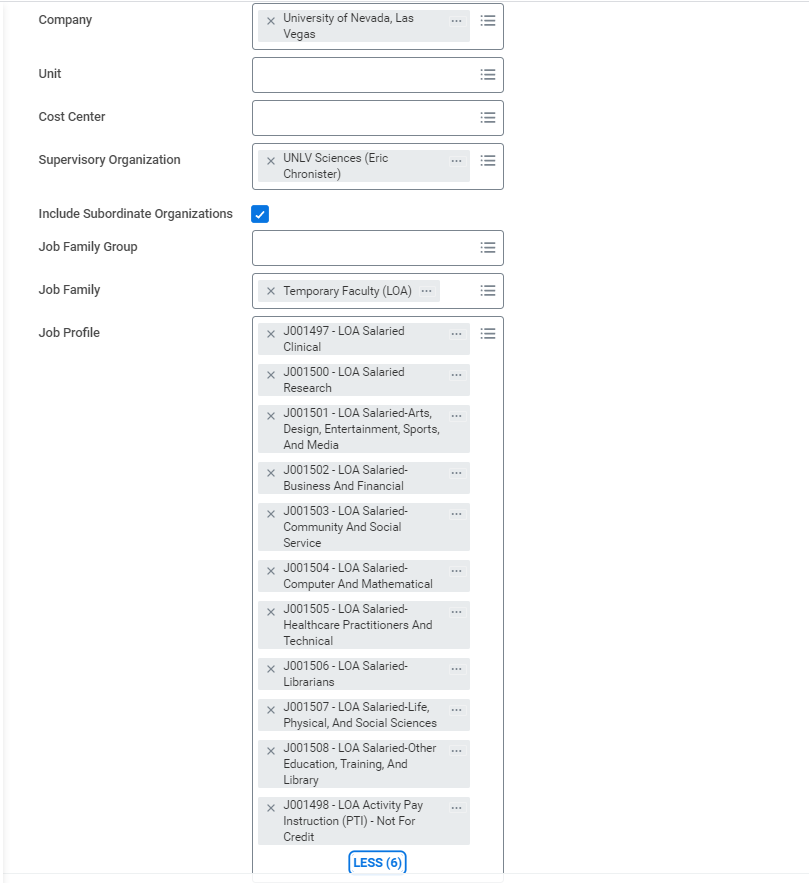 Company
University of Nevada, Las
Vegas
Unit
Cost Center
Supervisory Organization
UNLV Sciences (Eric
Chronister)
Include Subordinate Organizations
Job Family Group
Job Family
Temporary Faculty (LOA)
Job Profile
J001497 - LOA Salaried
Clinical
J001500 - LOA Salaried
Research
J001501 - LOA Salaried-Arts,
Design, Entertainment, Sports,
And Media
J001502 - LOA Salaried-
Business And Financial
J001503 - LOA Salaried-
Community And Social
Service
J001504 - LOA Salaried-
Computer And Mathematical
J001505 - LOA Salaried-
Healthcare Practitioners And
Technical
J001506 - LOA Salaried-
Librarians
J001507 - LOA Salaried-Life,
Physical, And Social Sciences
J001508 - LOA Salaried-Other
Education, Training, And
Library
J001498 - LOA Activity Pay
Instruction (PTI) - Not For
Credit
LESS (6)